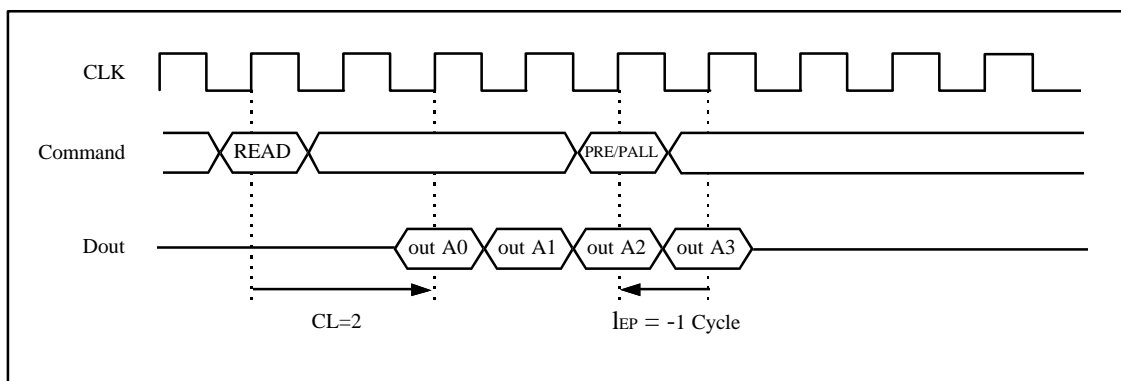 CLK
Command
READ
PRE/PALL
Dout
out A0
out A1
out A2
out A3
CL=2
lEP = -1 Cycle